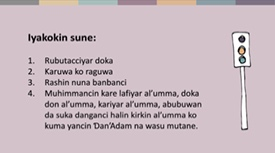 Iyakokin sune:
1. Rubutacciyar doka
2. Karuwa ko raguwa
3. Rashin nuna banbanci
4. Muhimmancin kare lafiyar al'umma, doka
don al'umma, kariyar al'umma, abubuwan
da suka danganci halin kirkin al'umma ko
kuma yancin Ɗan'Adam na wasu mutane.